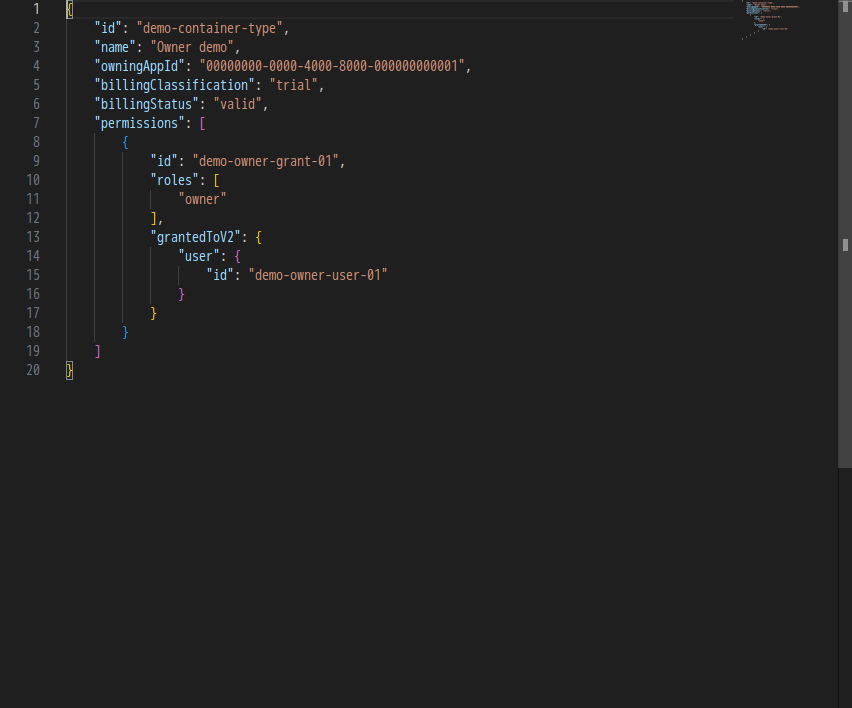 1 {
2     "id": "demo-container-type",
3     "name": "Owner demo",
4     "owningAppId": "00000000-0000-4000-8000-000000000001",
5     "billingClassification": "trial",
6     "billingStatus": "valid",
7     "permissions": [
8         {
9             "id": "demo-owner-grant-01",
10             "roles": [
11                 "owner"
12             ],
13             "grantedToV2": {
14                 "user": {
15                     "id": "demo-owner-user-01"
16                 }
17             }
18         }
19     ]
20 }